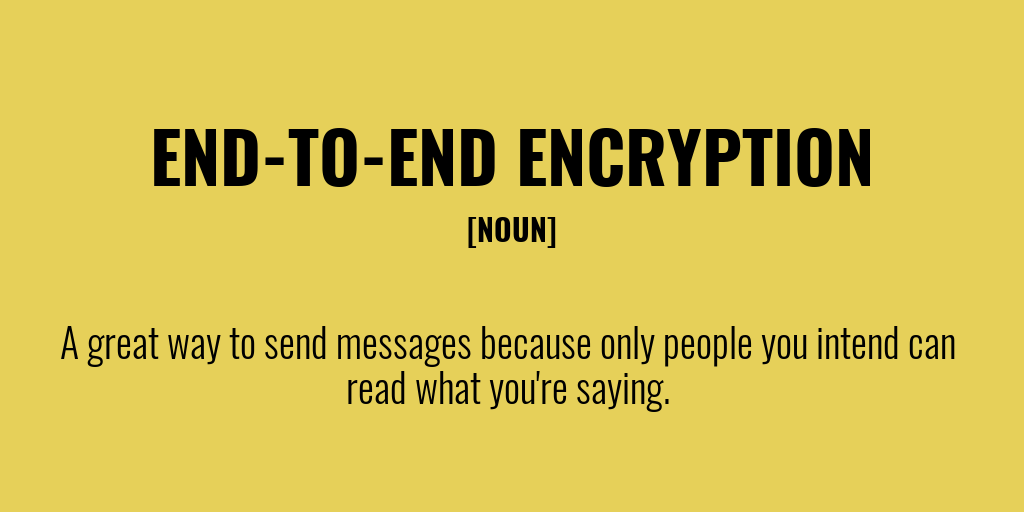 END-TO-END ENCRYPTION
[NOUN]
A great way to send messages because only people you intend can
read what you're saying.